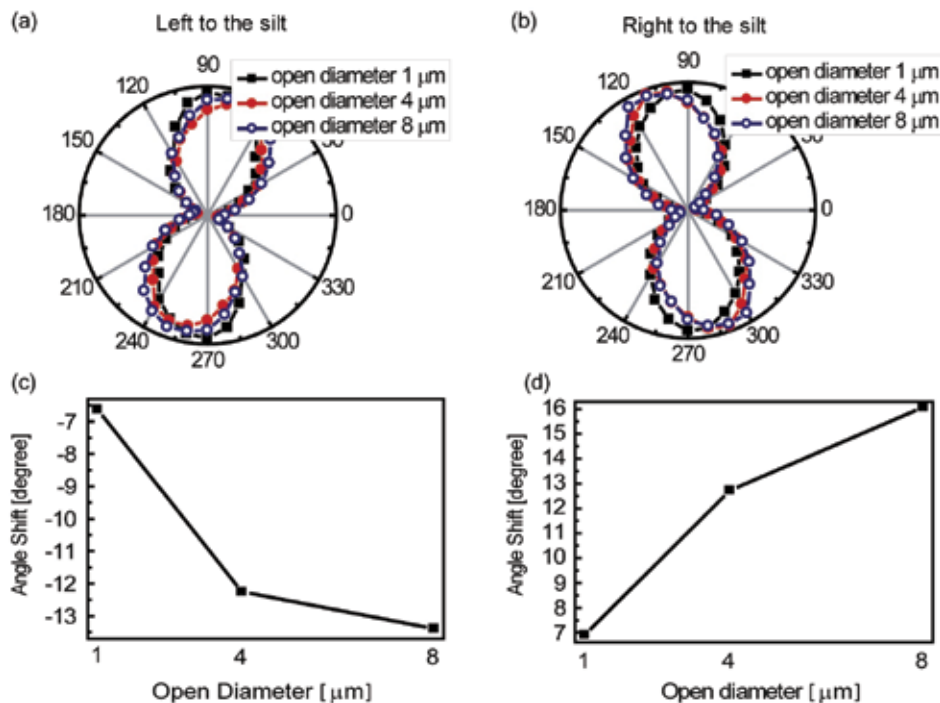 (a)
Left to the silt
90
120
open diameter 1 μm
open diameter 4 μm
open diameter 8 μm
150
180
0
210
330
240
300
270
(b)
Right to the silt
90
120
open diameter 1 μm
open diameter 4 μm
open diameter 8 μm
150
180
0
210
330
240
300
270
(c)
-7
-8
-9
-10
-11
-12
-13
Angle Shift [degree]
1
4
8
Open Diameter [ μm]
(d)
16
15
14
13
12
11
10
9
8
7
Angle Shift [degree]
1
4
8
Open diameter [ μm]